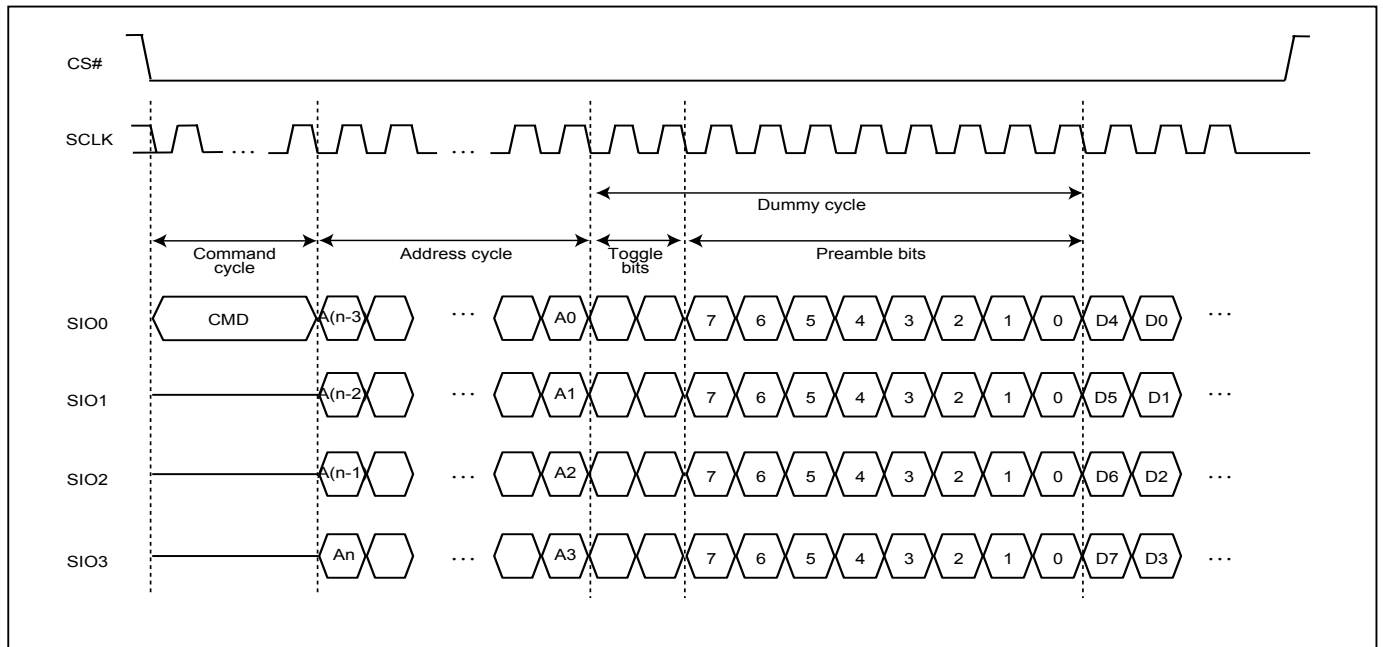 CS#
SCLK ... ...
Dummy cycle
Command cycle
Address cycle
Toggle bits
Preamble bits
SIO0 CMD A(n-3) ... A0 7 6 5 4 3 2 1 0 D4 D0 ...
SIO1 A(n-2) ... A1 7 6 5 4 3 2 1 0 D5 D1 ...
SIO2 A(n-1) ... A2 7 6 5 4 3 2 1 0 D6 D2 ...
SIO3 An ... A3 7 6 5 4 3 2 1 0 D7 D3 ...